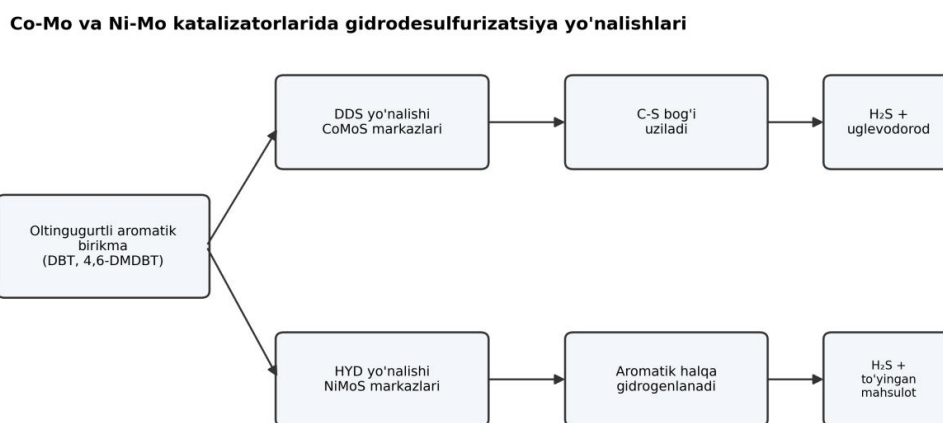 Co-Mo va Ni-Mo katalizatorlarida gidrodesulfurizatsiya yo'nalishlari
DDS yo'nalishi
CoMoS markazlari
C-S bog'i
uziladi
H₂S +
uglevodorod
Oltingugurtli aromatik
birikma
(DBT, 4,6-DMDBT)
HYD yo'nalishi
NiMoS markazlari
Aromatik halqa
gidrogenlanadi
H₂S +
to'yingan
mahsulot